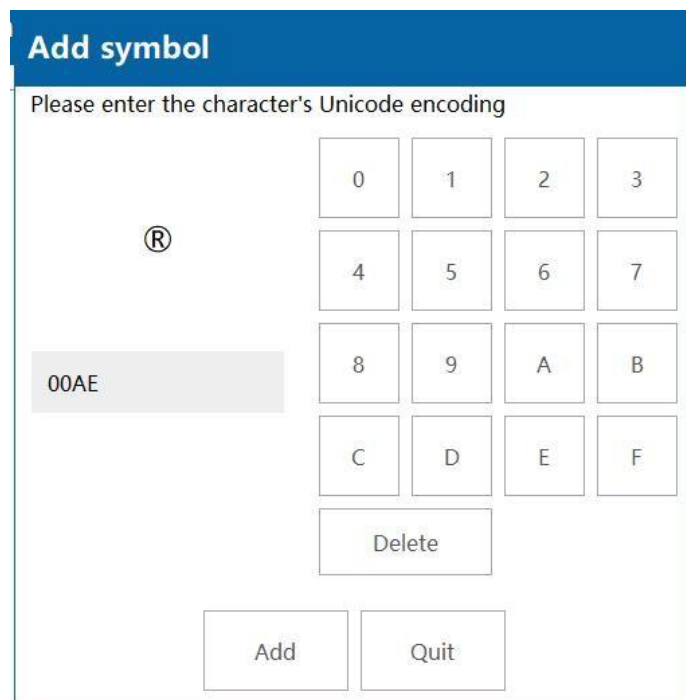 Add symbol
Please enter the character's Unicode encoding
0 1 2 3
®
4 5 6 7
8 9 A B
00AE
C D E F
Delete
Add Quit